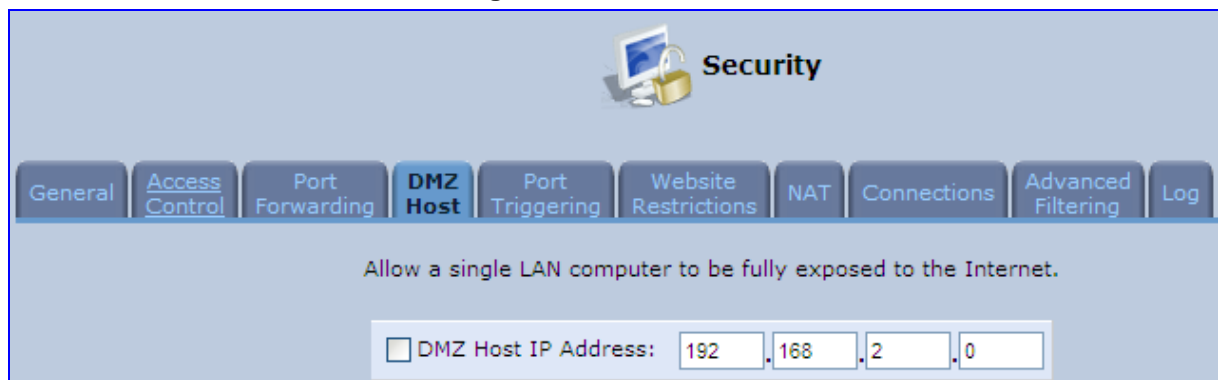 Security
General
Access Control
Port Forwarding
DMZ Host
Port Triggering
Website Restrictions
NAT
Connections
Advanced Filtering
Log
Allow a single LAN computer to be fully exposed to the Internet.
DMZ Host IP Address: 192 . 168 . 2 . 0